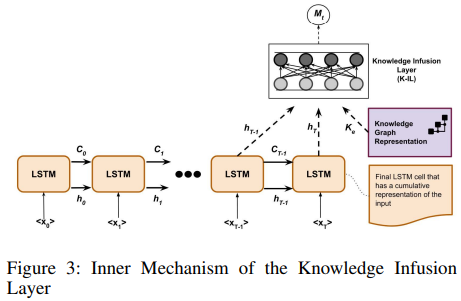 M_t
Knowledge Infusion
Layer
(K-IL)
h_{T-1}
h_T
K_e
Knowledge
Graph
Representation
C_0
C_1
C_{T-1}
LSTM
LSTM
LSTM
LSTM
h_0
h_1
h_{T-1}
Final LSTM cell that
has a cumulative
representation of the
input
<x_0>
<x_1>
<x_{T-1}>
<x_T>
Figure 3: Inner Mechanism of the Knowledge Infusion
Layer